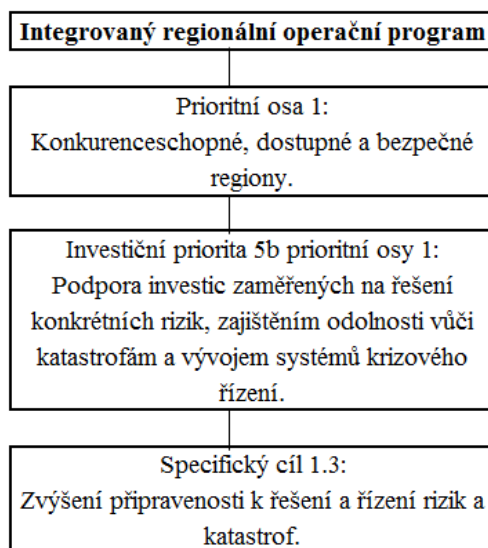 Integrovaný regionální operační program
Prioritní osa 1:
Konkurenceschopné, dostupné a bezpečné
regiony.
Investiční priorita 5b prioritní osy 1:
Podpora investic zaměřených na řešení
konkrétních rizik, zajištěním odolnosti vůči
katastrofám a vývojem systémů krizového
řízení.
Specifický cíl 1.3:
Zvýšení připravenosti k řešení a řízení rizik a
katastrof.